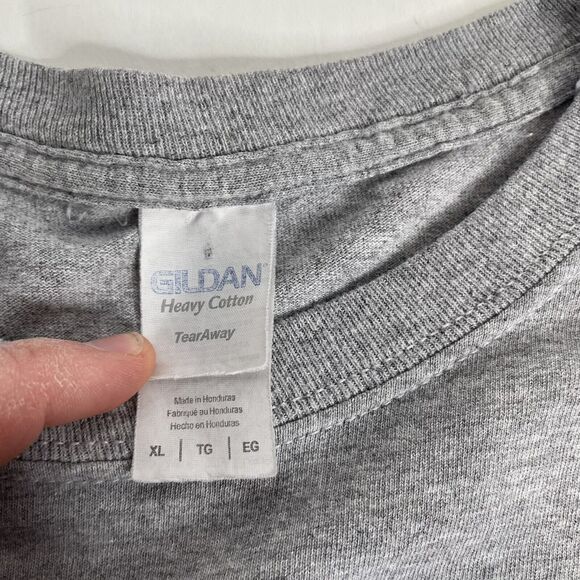 GILDAN
Heavy Cotton
TearAway
Made in Honduras
Fabriqué au Honduras
Hecho en Honduras
XL | TG | EG